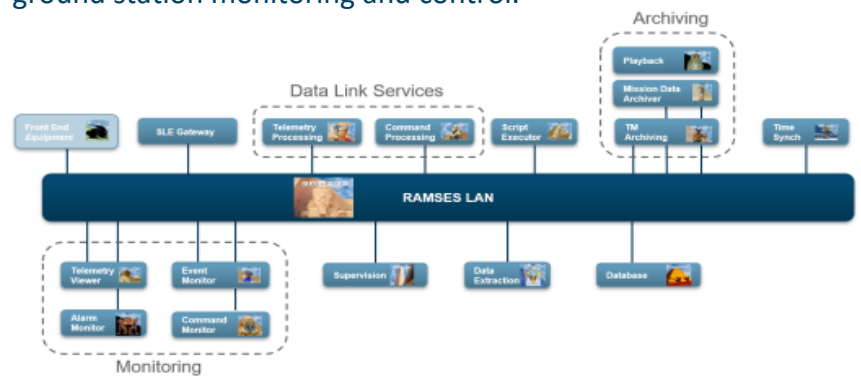 ground station monitoring and control.
Archiving
Playback
Data Link Services
Mission Data
Archiver
Front End
Equipment
SLE Gateway
Telemetry
Processing
Command
Processing
Script
Executor
TM
Archiving
Time
Synch
RAMSES
RAMSES LAN
Telemetry
Viewer
Event
Monitor
Supervision
Data
Extraction
Database
Alarm
Monitor
Command
Monitor
Monitoring